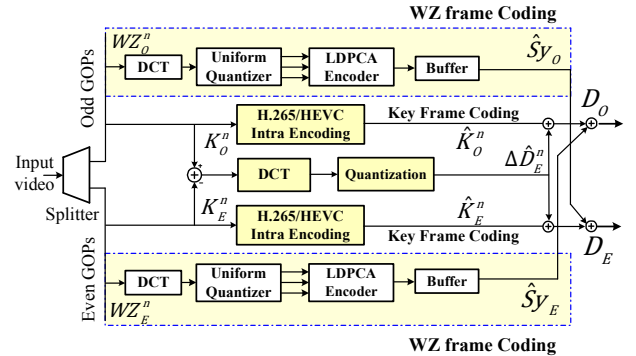 WZ frame Coding
Odd GOPs
WZ_O^n
DCT
Uniform
Quantizer
LDPCA
Encoder
Buffer
Ŝy_O
H.265/HEVC
Intra Encoding
Key Frame Coding
D_O
K_O^n
K̂_O^n
Input
video
Splitter
+
-
DCT
Quantization
ΔD̂_E^n
K_E^n
H.265/HEVC
Intra Encoding
K̂_E^n
Key Frame Coding
D_E
Even GOPs
DCT
Uniform
Quantizer
LDPCA
Encoder
Buffer
WZ_E^n
Ŝy_E
WZ frame Coding